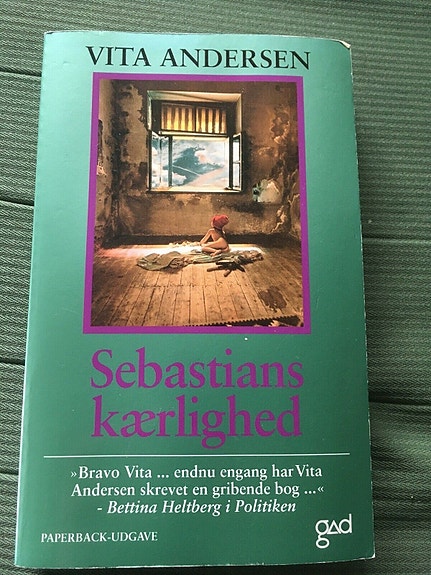 VITA ANDERSEN
Sebastians
kærlighed
»Bravo Vita ... endnu engang har Vita
Andersen skrevet en gribende bog ...«
- Bettina Heltberg i Politiken
PAPERBACK-UDGAVE
gad